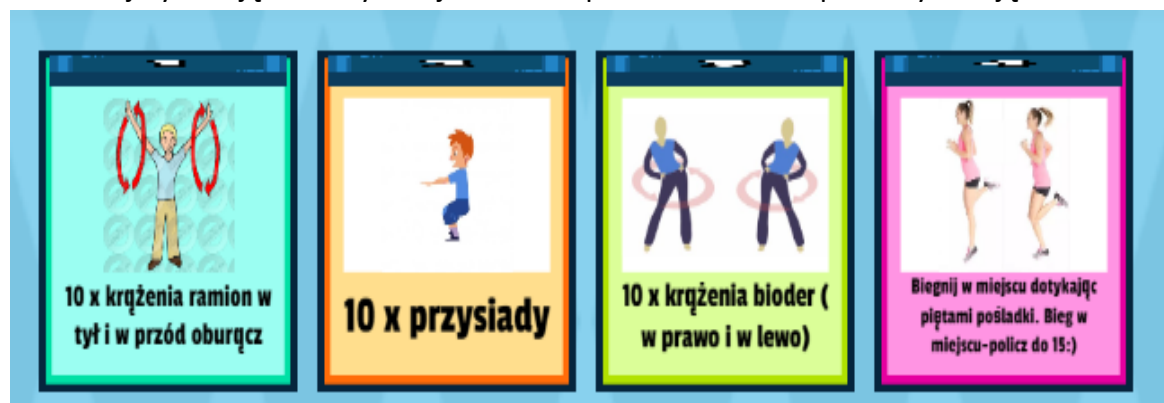 10 x krążenia ramion w
tył i w przód oburącz
10 x przysiady
10 x krążenia bioder (
w prawo i w lewo)
Biegnij w miejscu dotykając
piętami pośladki. Bieg w
miejscu-policz do 15:)